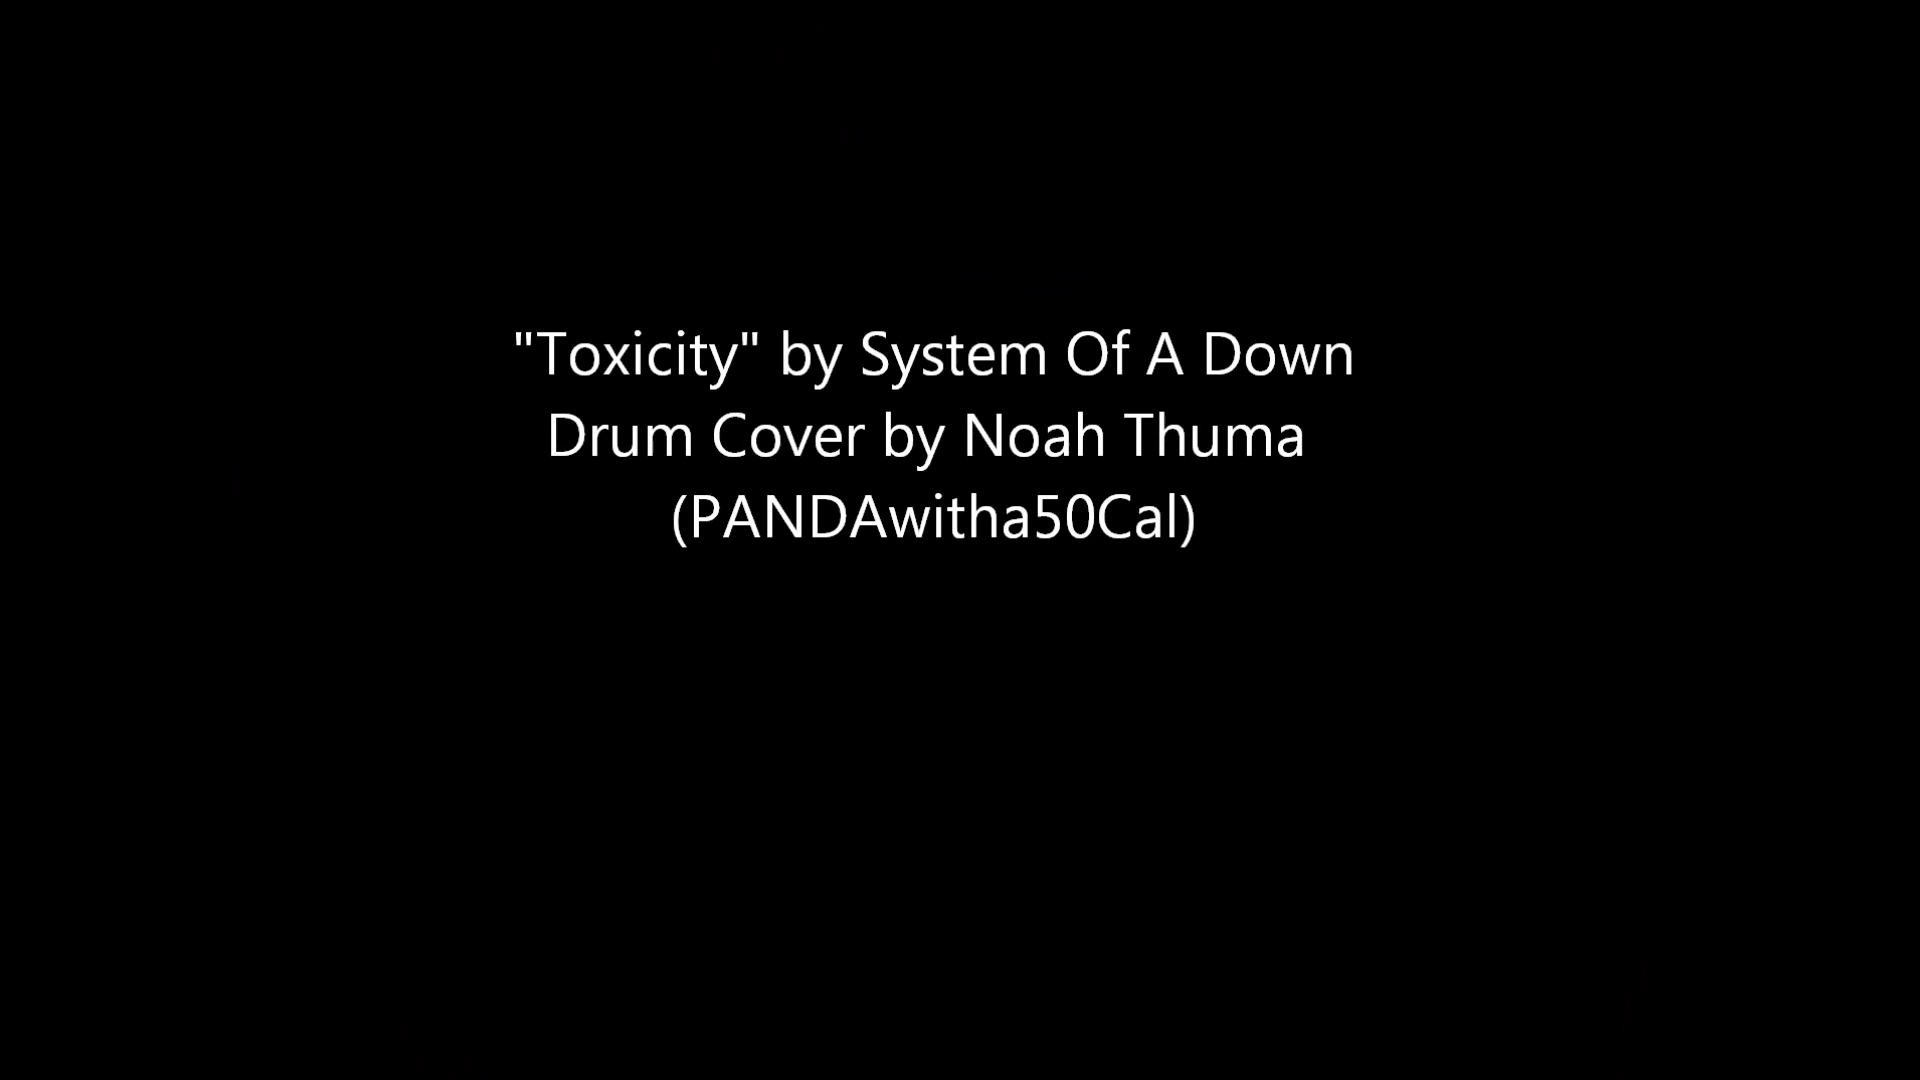 "Toxicity" by System Of A Down
Drum Cover by Noah Thuma
(PANDAwitha50Cal)